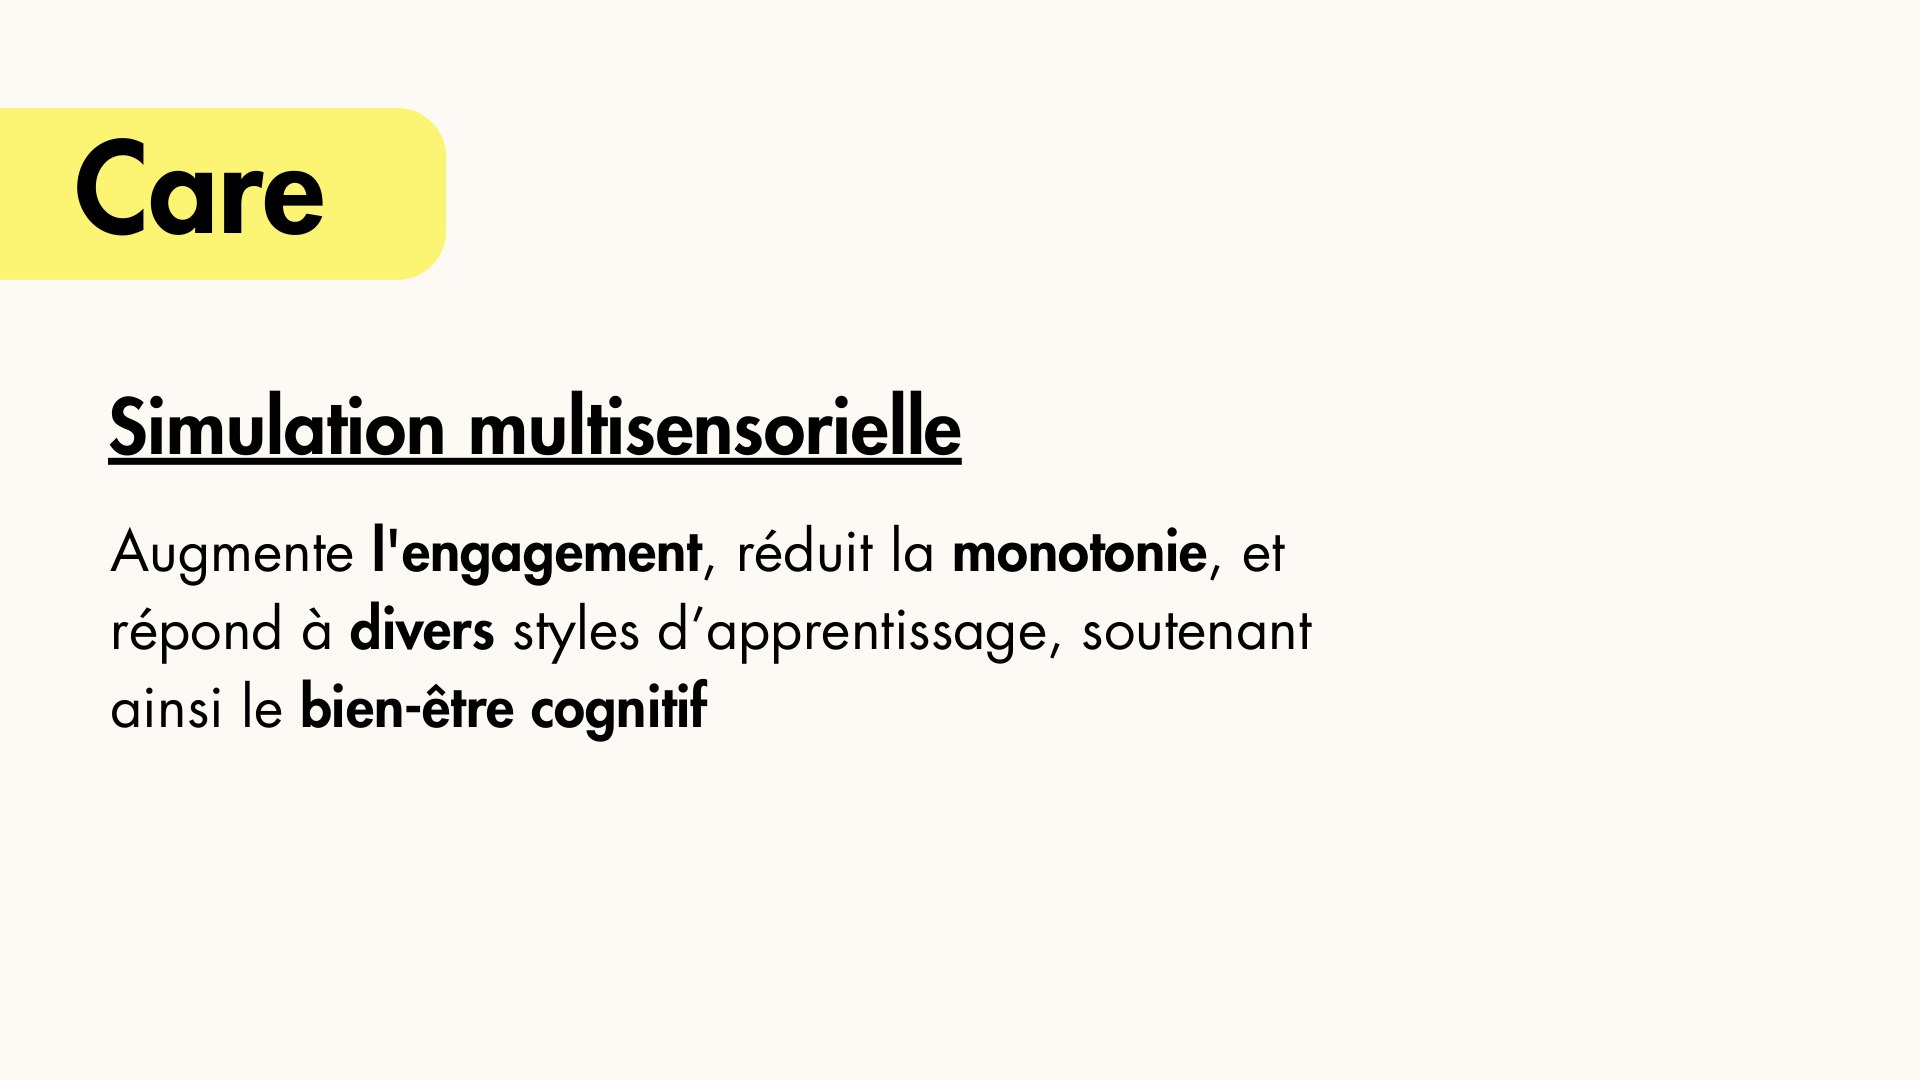 Care
Simulation multisensorielle
Augmente l'engagement, réduit la monotonie, et
répond à divers styles d’apprentissage, soutenant
ainsi le bien-être cognitif